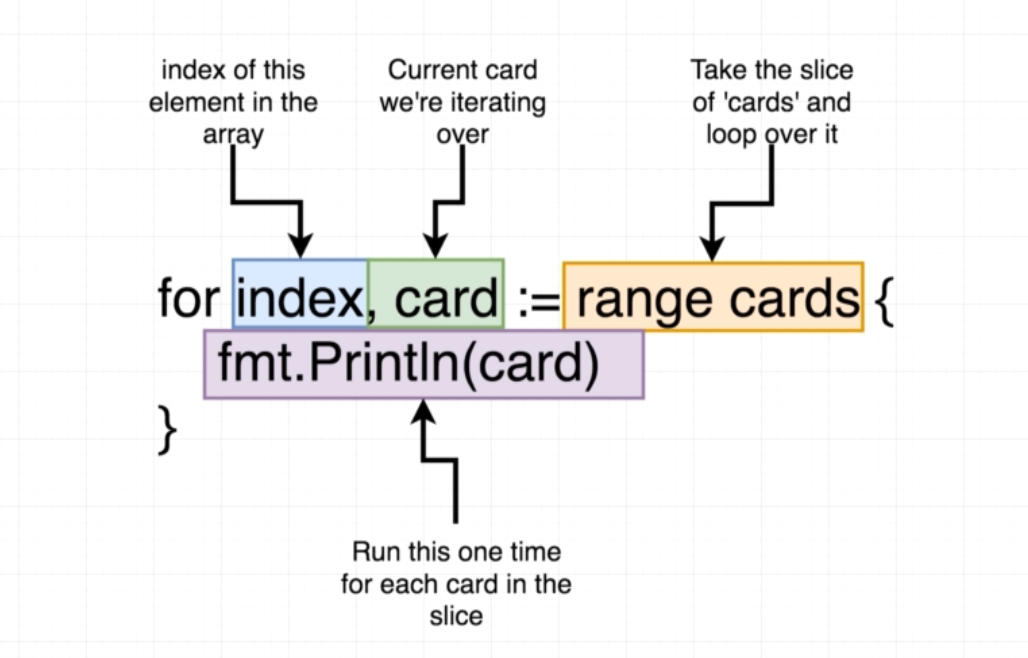 index of this
element in the
array
Current card
we're iterating
over
Take the slice
of 'cards' and
loop over it
for index, card := range cards {
fmt.Println(card)
}
Run this one time
for each card in the
slice